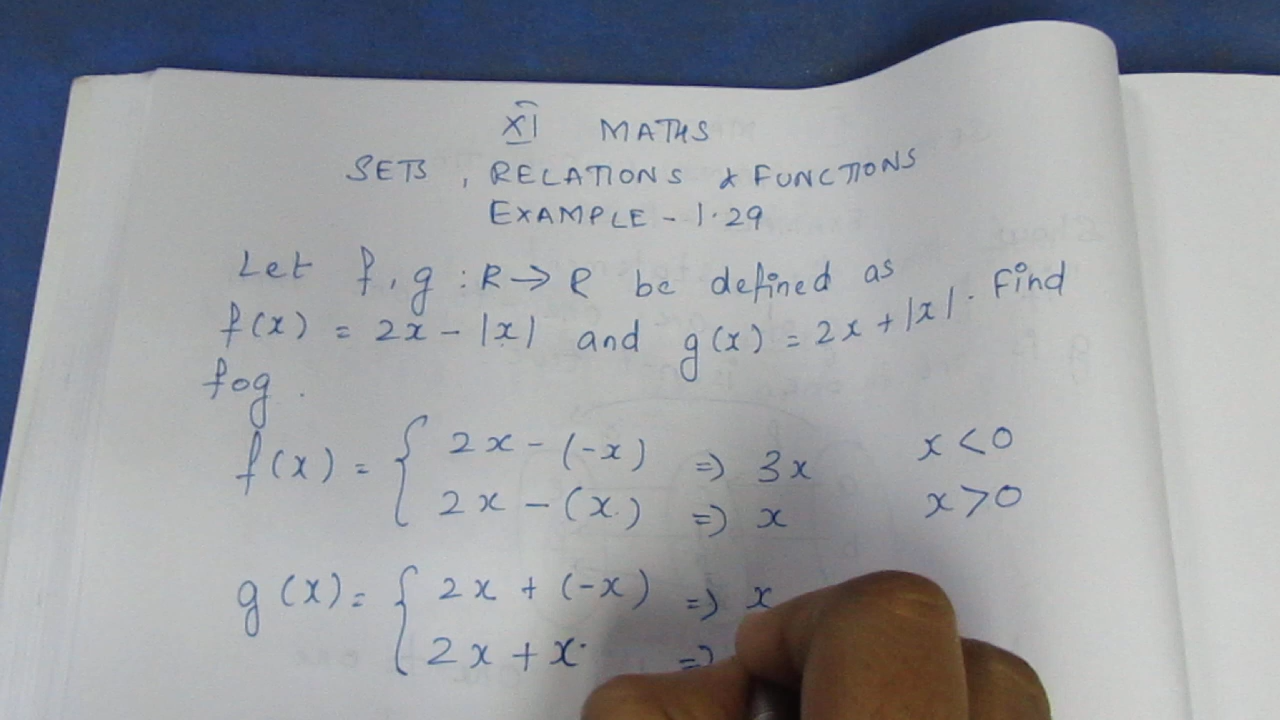 XI MATHS
SETS, RELATIONS & FUNCTIONS
EXAMPLE - 1.29
Let f, g : R → R be defined as
f(x) = 2x - |x| and g(x) = 2x + |x|. Find
fog.
f(x) = { 2x - (-x) => 3x x < 0
2x - (x) => x x > 0
g(x) = { 2x + (-x) => x
2x + x =>